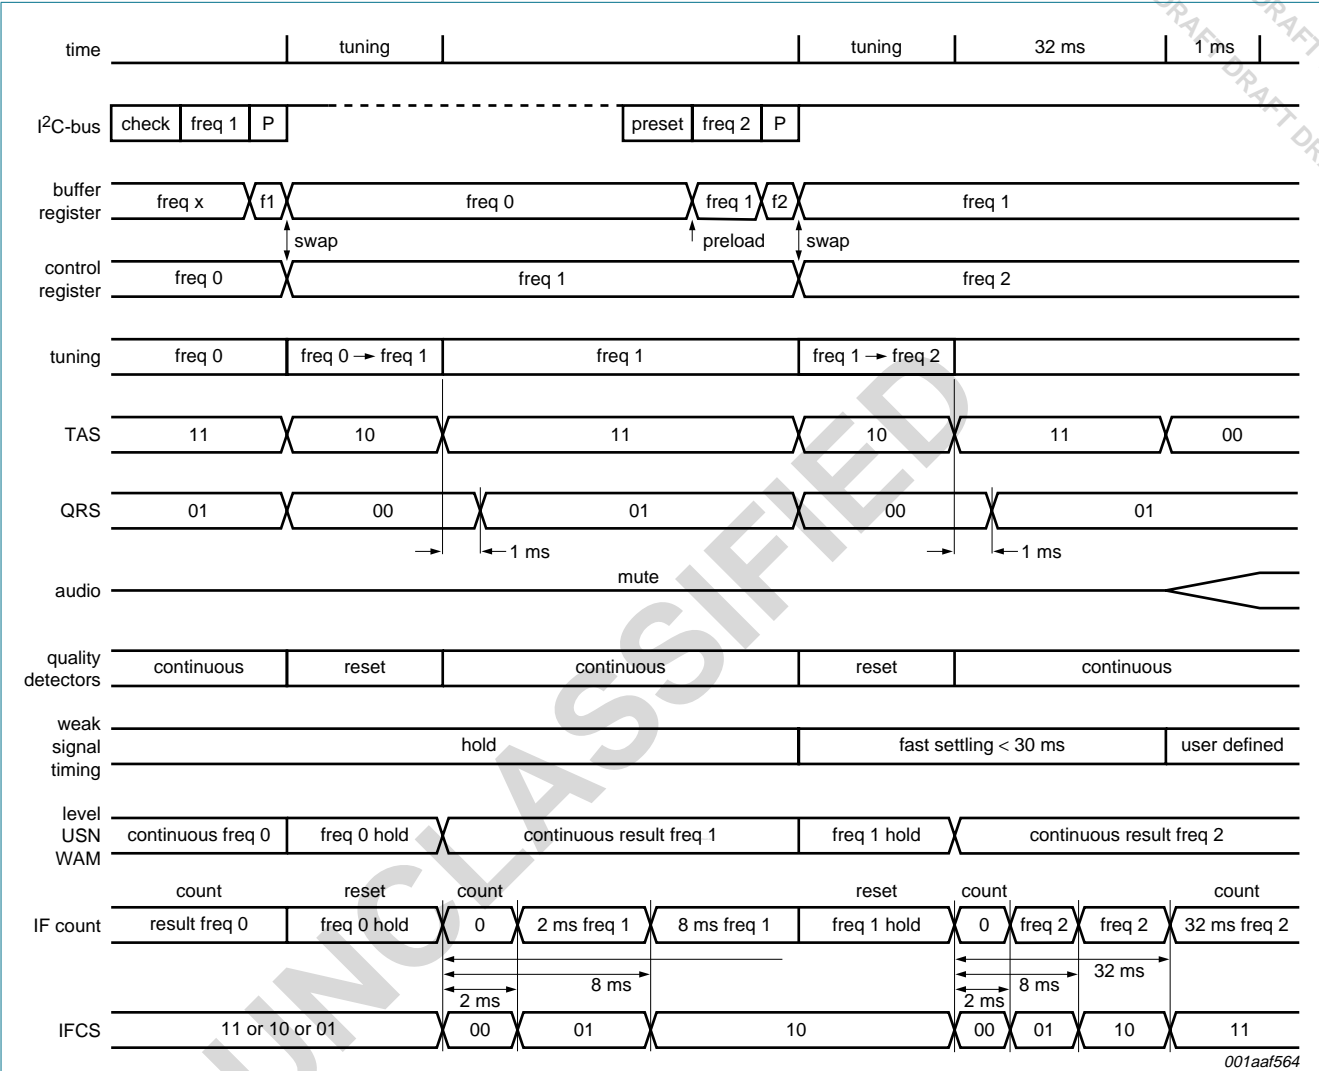 DRAFT DRAFT DRAFT DR
DRAFT
time tuning tuning 32 ms 1 ms
I2C-bus check freq 1 P preset freq 2 P
buffer register freq x f1 freq 0 freq 1 f2 freq 1
swap preload swap
control register freq 0 freq 1 freq 2
tuning freq 0 → freq 1 freq 1 freq 1 → freq 2
TAS 11 10 11 10 11 00
QRS 01 00 01 00 01
1 ms 1 ms
audio mute
quality detectors continuous reset continuous reset continuous
weak signal timing hold fast settling < 30 ms user defined
level USN WAM continuous freq 0 freq 0 hold continuous result freq 1 freq 1 hold continuous result freq 2
count reset count reset count count
IF count result freq 0 freq 0 hold 0 2 ms freq 1 8 ms freq 1 freq 1 hold 0 freq 2 freq 2 32 ms freq 2
32 ms
8 ms 8 ms
2 ms 2 ms
IFCS 11 or 10 or 01 00 01 10 00 01 10 11
001aaf564
UNCLASSIFIED